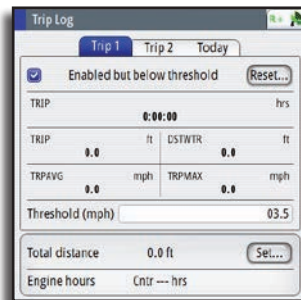 Trip Log
Trip 1 Trip 2 Today
Enabled but below threshold Reset...
TRIP hrs
0:00:00
TRIP ft DSTWTR ft
0.0 0.0
TRPAVG mph TRPMAX mph
0.0 0.0
Threshold (mph) 03.5
Total distance 0.0 ft Set...
Engine hours Cntr --- hrs